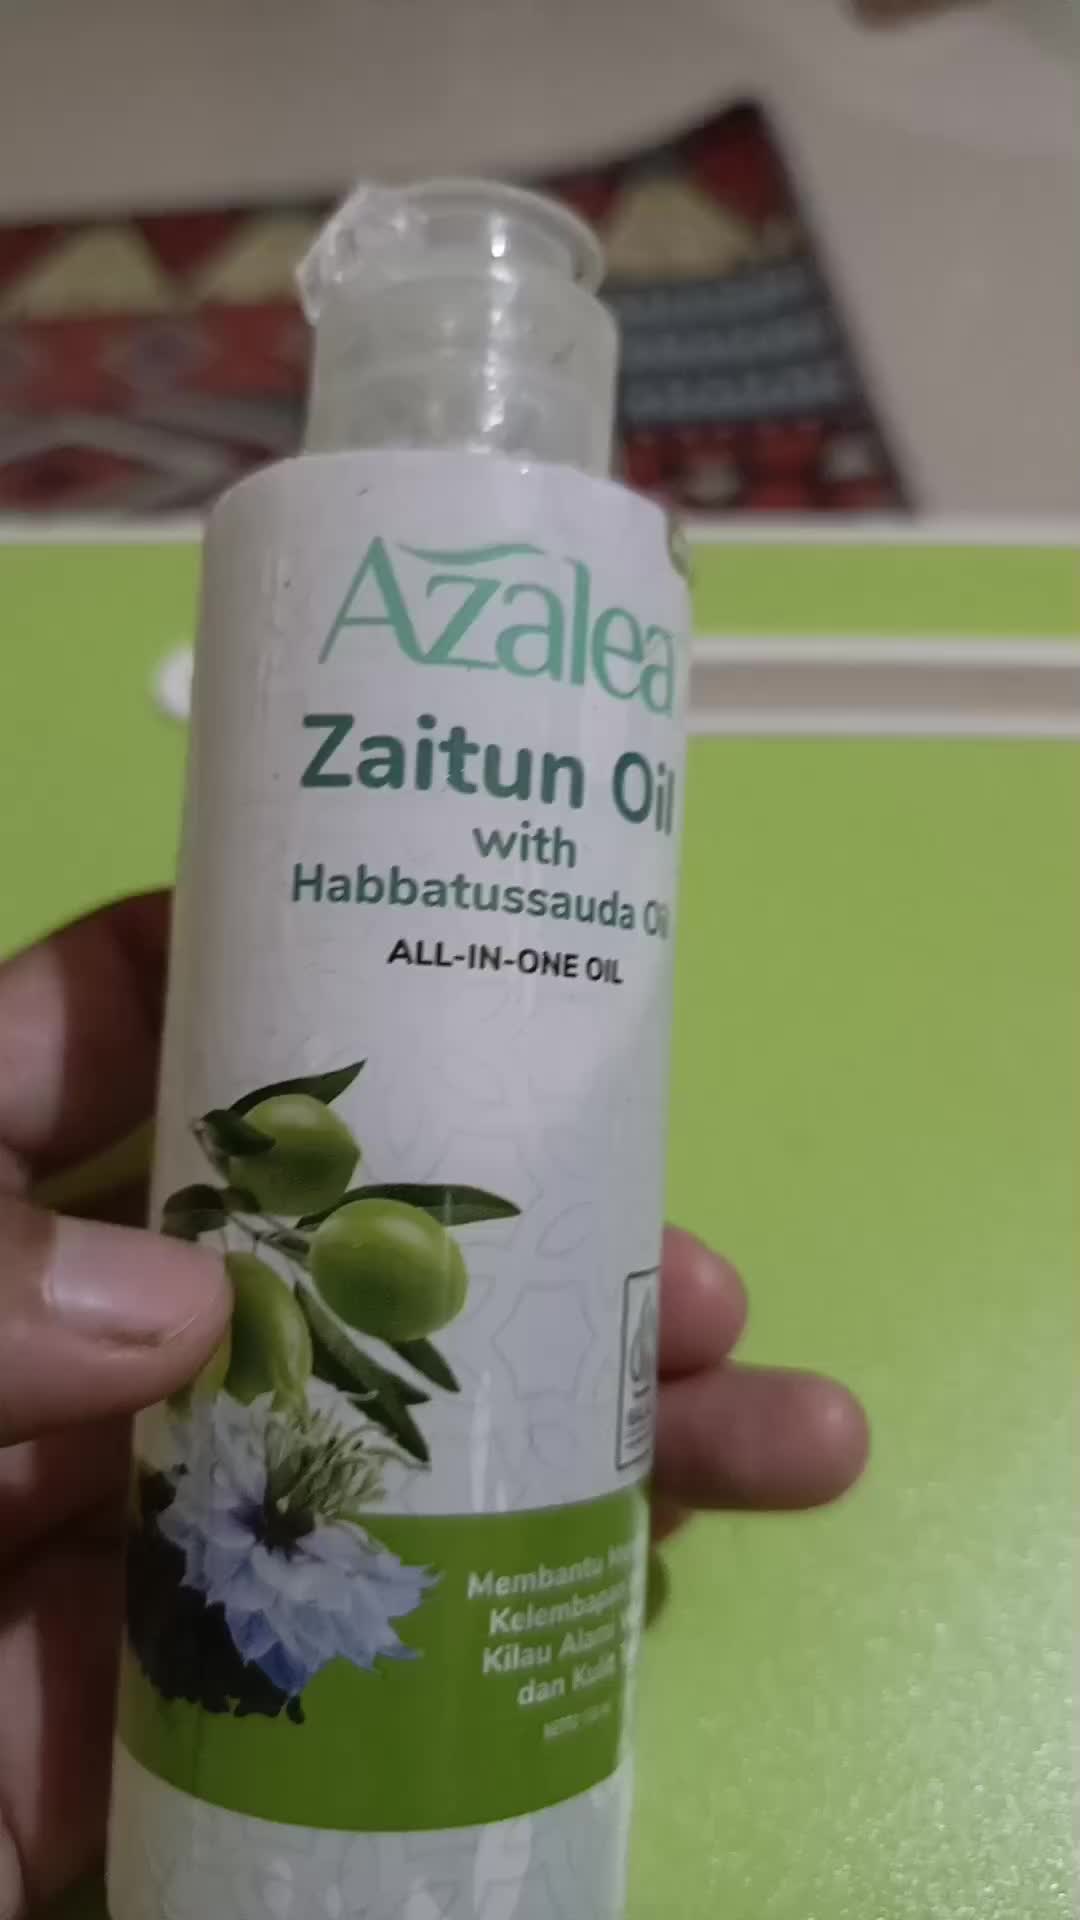 Azalea
Zaitun Oil
with
Habbatussauda Oil
ALL-IN-ONE OIL
Membantu
Kelembapan
Kilau Alami
dan Kulit